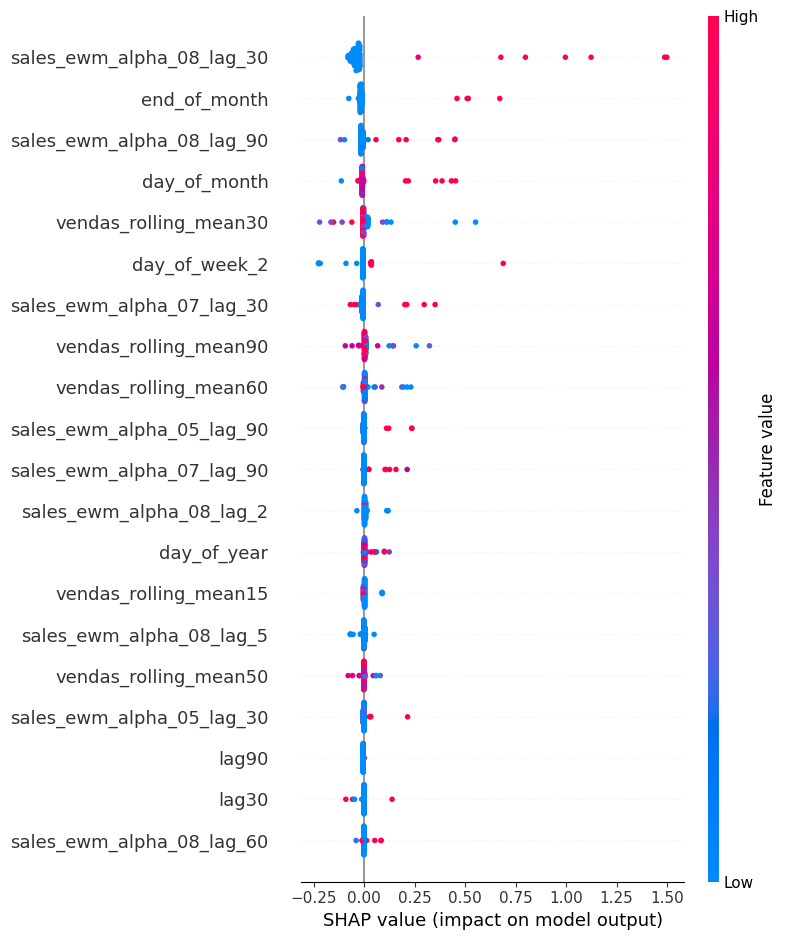 High
sales_ewm_alpha_08_lag_30
end_of_month
sales_ewm_alpha_08_lag_90
day_of_month
vendas_rolling_mean30
day_of_week_2
sales_ewm_alpha_07_lag_30
vendas_rolling_mean90
vendas_rolling_mean60
sales_ewm_alpha_05_lag_90
sales_ewm_alpha_07_lag_90
sales_ewm_alpha_08_lag_2
day_of_year
vendas_rolling_mean15
sales_ewm_alpha_08_lag_5
vendas_rolling_mean50
sales_ewm_alpha_05_lag_30
lag90
lag30
sales_ewm_alpha_08_lag_60
Feature value
Low
−0.25 0.00 0.25 0.50 0.75 1.00 1.25 1.50
SHAP value (impact on model output)